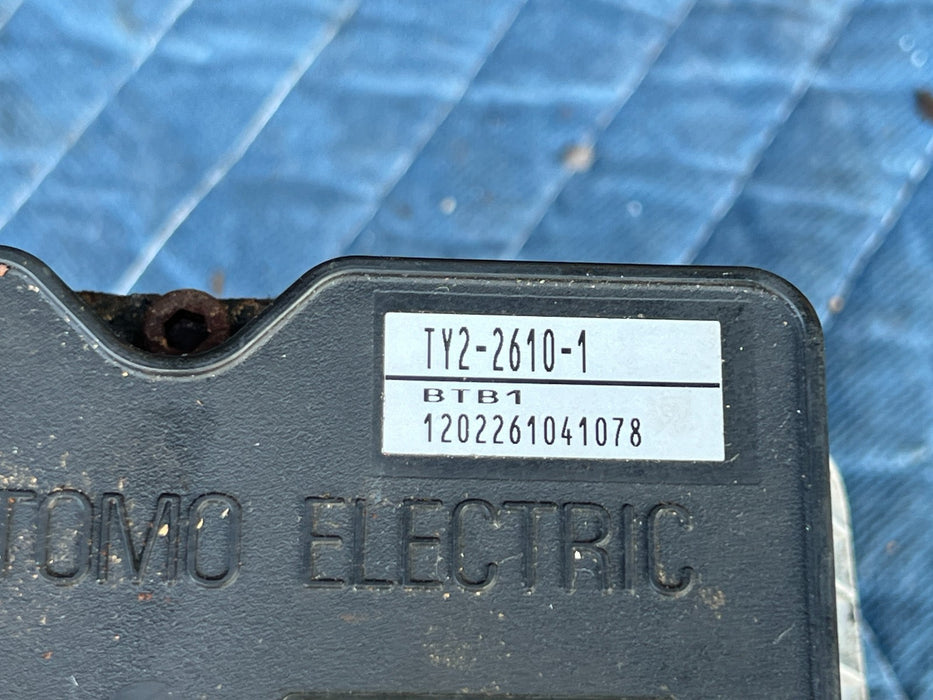 TY2-2610-1
BTB1
1202261041078
TOMO ELECTRIC